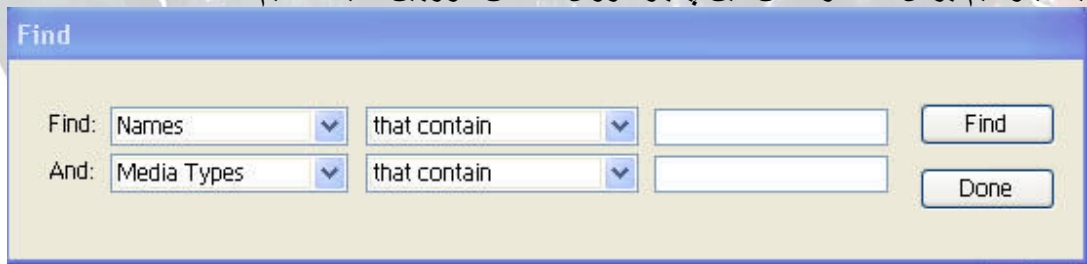 Find
Find: Names that contain Find
And: Media Types that contain Done